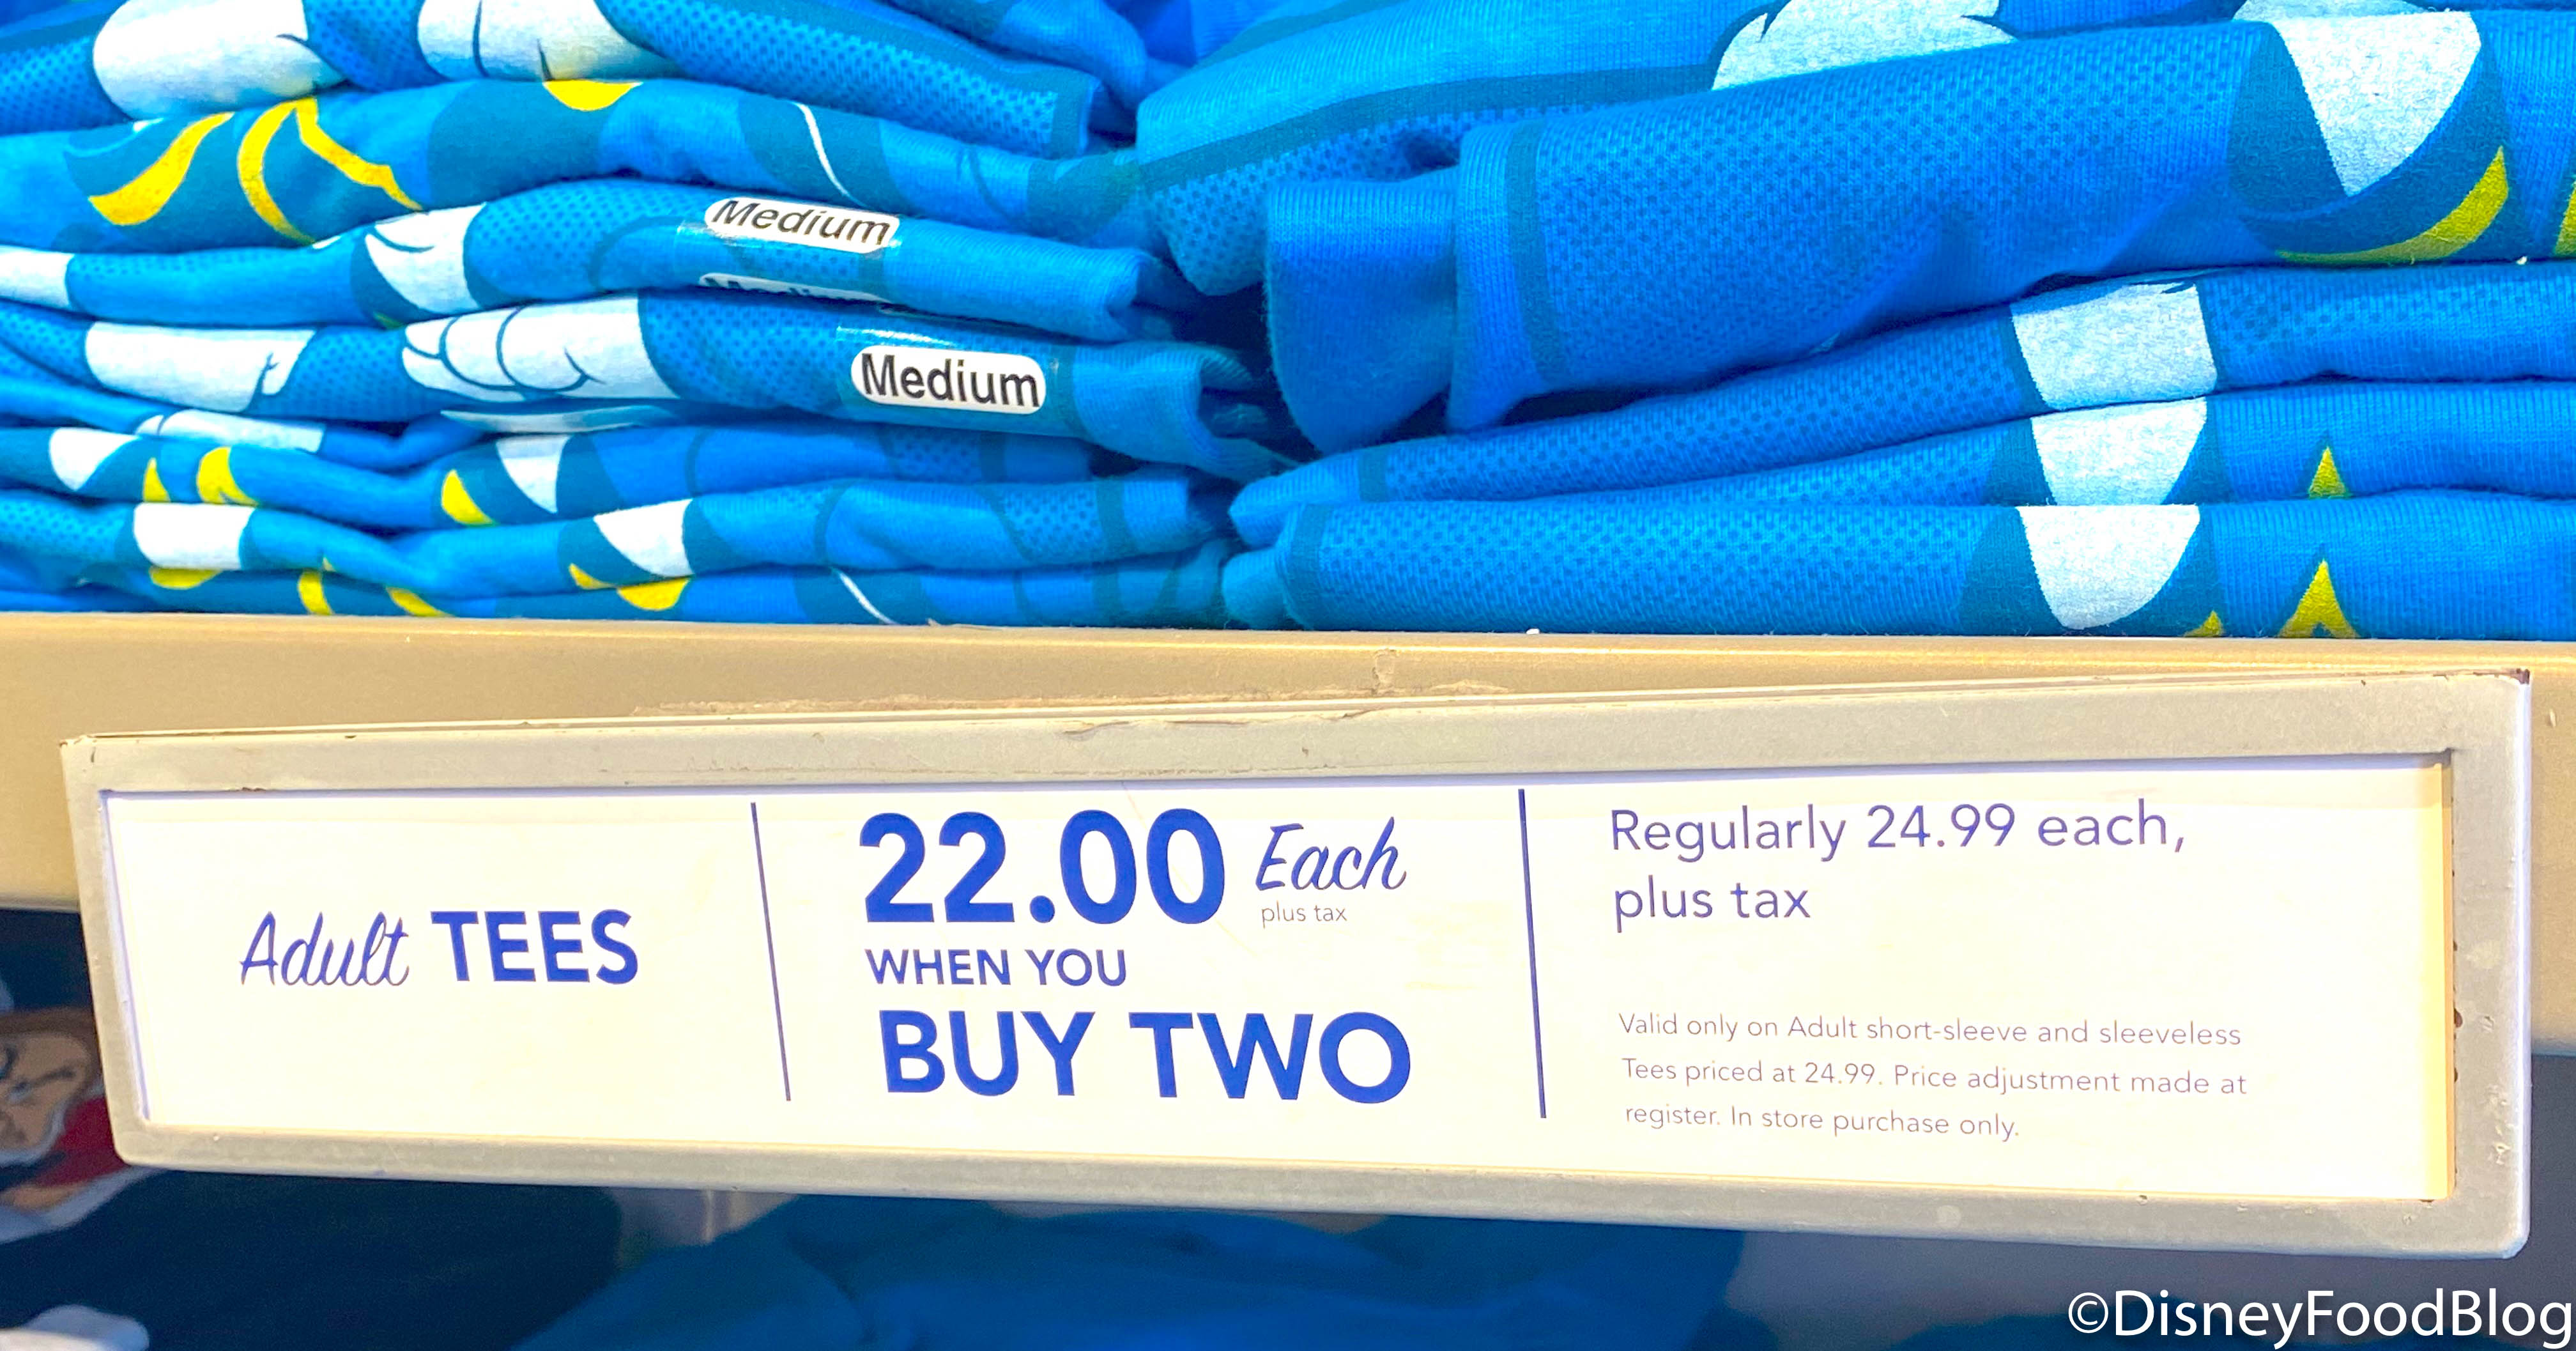 Medium
Medium
Adult TEES
22.00 Each
plus tax
WHEN YOU
BUY TWO
Regularly 24.99 each,
plus tax
Valid only on Adult short-sleeve and sleeveless
Tees priced at 24.99. Price adjustment made at
register. In store purchase only.
©DisneyFoodBlog